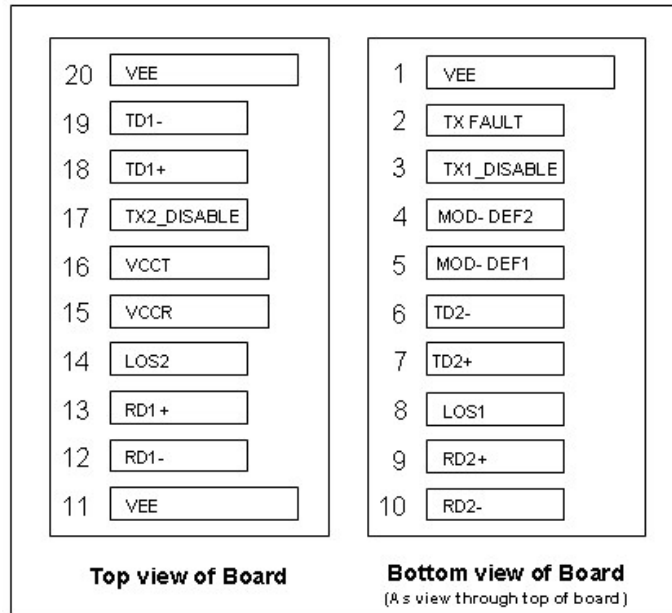 20 VEE
19 TD1-
18 TD1+
17 TX2_DISABLE
16 VCCT
15 VCCR
14 LOS2
13 RD1+
12 RD1-
11 VEE
Top view of Board
1 VEE
2 TX FAULT
3 TX1_DISABLE
4 MOD- DEF2
5 MOD- DEF1
6 TD2-
7 TD2+
8 LOS1
9 RD2+
10 RD2-
Bottom view of Board
(As view through top of board)